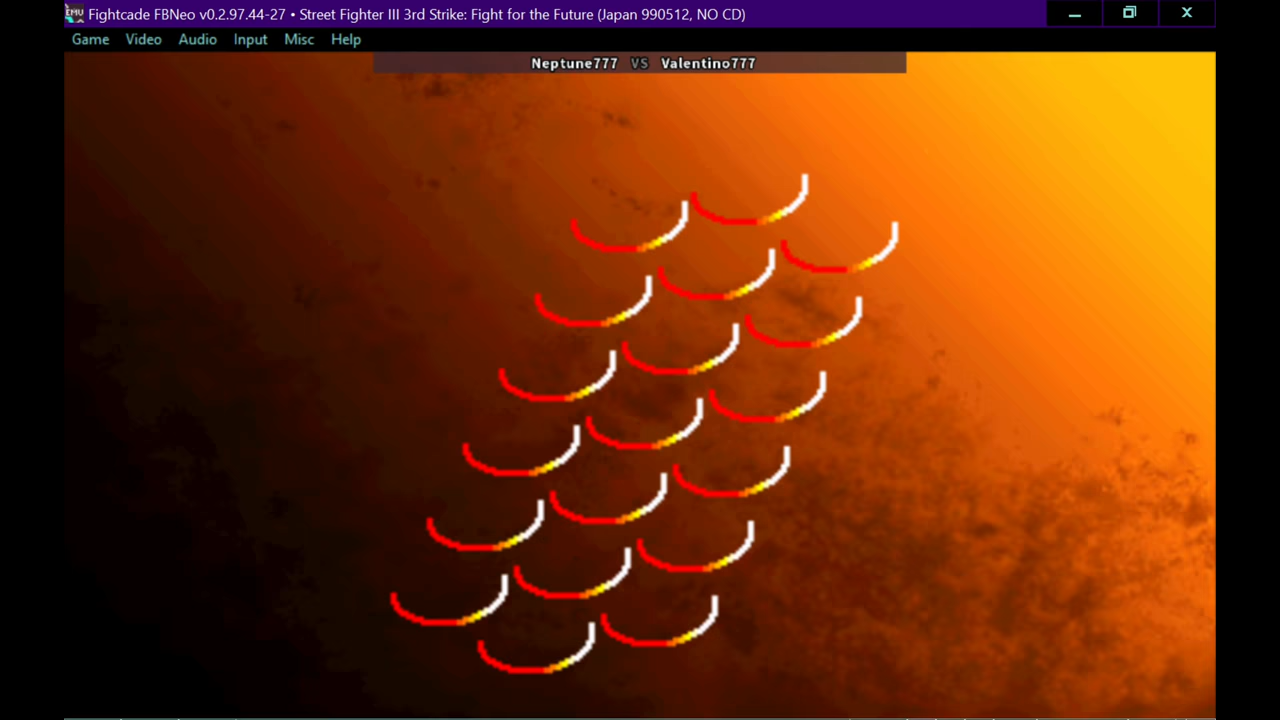 Fightcade FBNeo v0.2.97.44-27 • Street Fighter III 3rd Strike: Fight for the Future (Japan 990512, NO CD)
Game Video Audio Input Misc Help
Neptune777 VS Valentino777